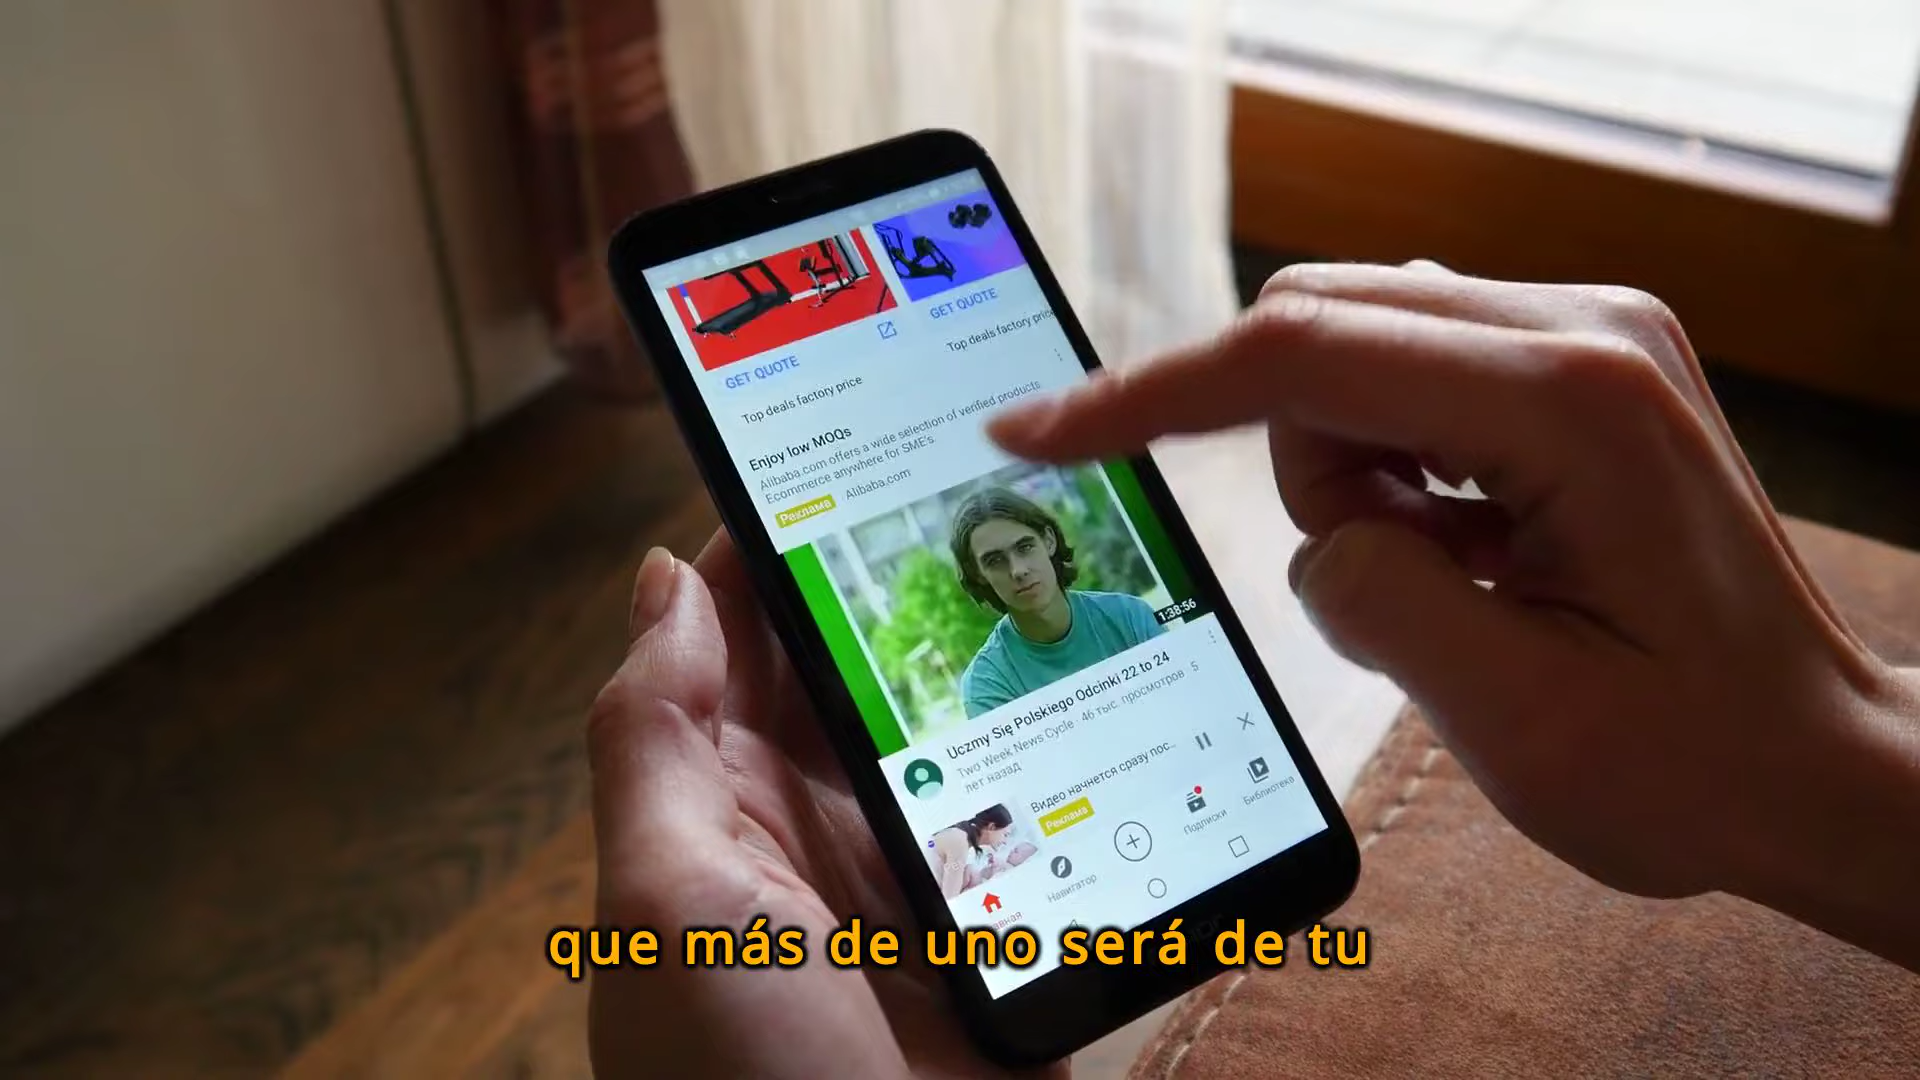 GET QUOTE
GET QUOTE
Top deals factory price
Top deals factory price
Enjoy low MOQs
Alibaba.com offers a wide selection of verified products
Ecommerce anywhere for SME's.
Реклама Alibaba.com
1:38:56
Uczmy Się Polskiego Odcinki 22 to 24
Two Week News Cycle · 46 тыс. просмотров · 5
лет назад
Видео начнется сразу пос...
Реклама
Навигатор
Подписки
Библиотека
que más de uno será de tu